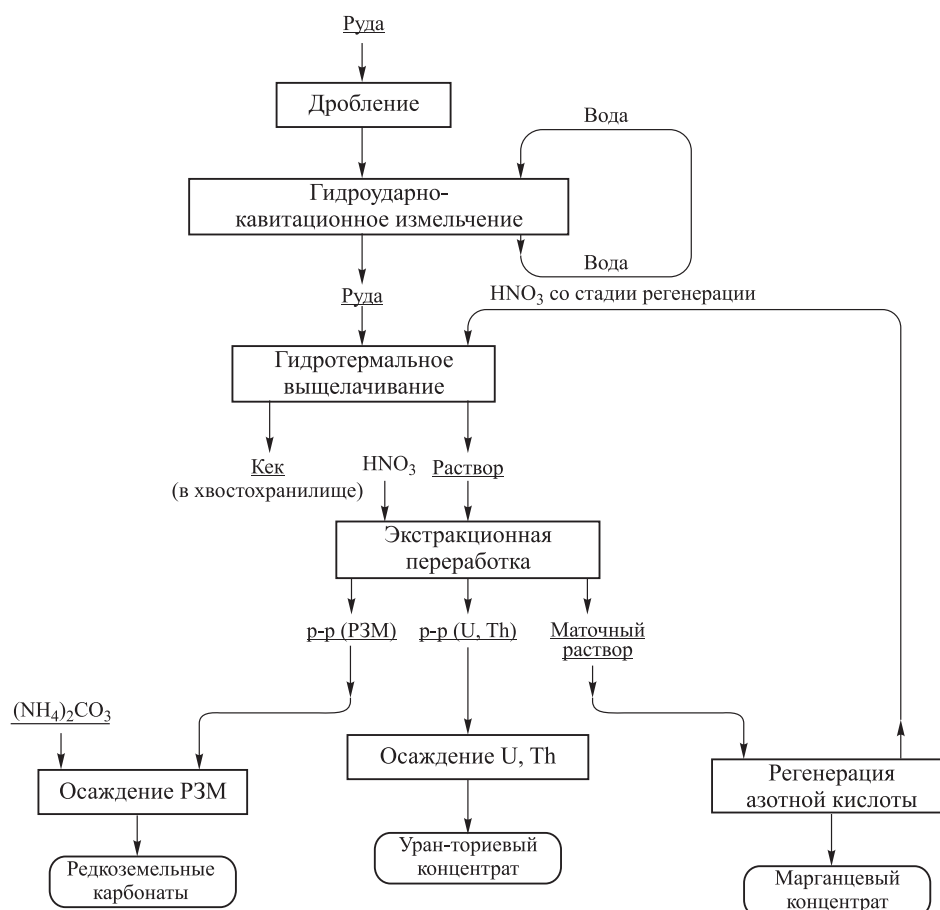 Руда
Дробление
Вода
Гидроударно-
кавитационное измельчение
Вода
Руда
HNO₃ со стадии регенерации
Гидротермальное
выщелачивание
Кек
(в хвостохранилище)
HNO₃
Раствор
Экстракционная
переработка
р-р (РЗМ)
р-р (U, Th)
Маточный
раствор
(NH₄)₂CO₃
Осаждение РЗМ
Осаждение U, Th
Регенерация
азотной кислоты
Редкоземельные
карбонаты
Уран-ториевый
концентрат
Марганцевый
концентрат